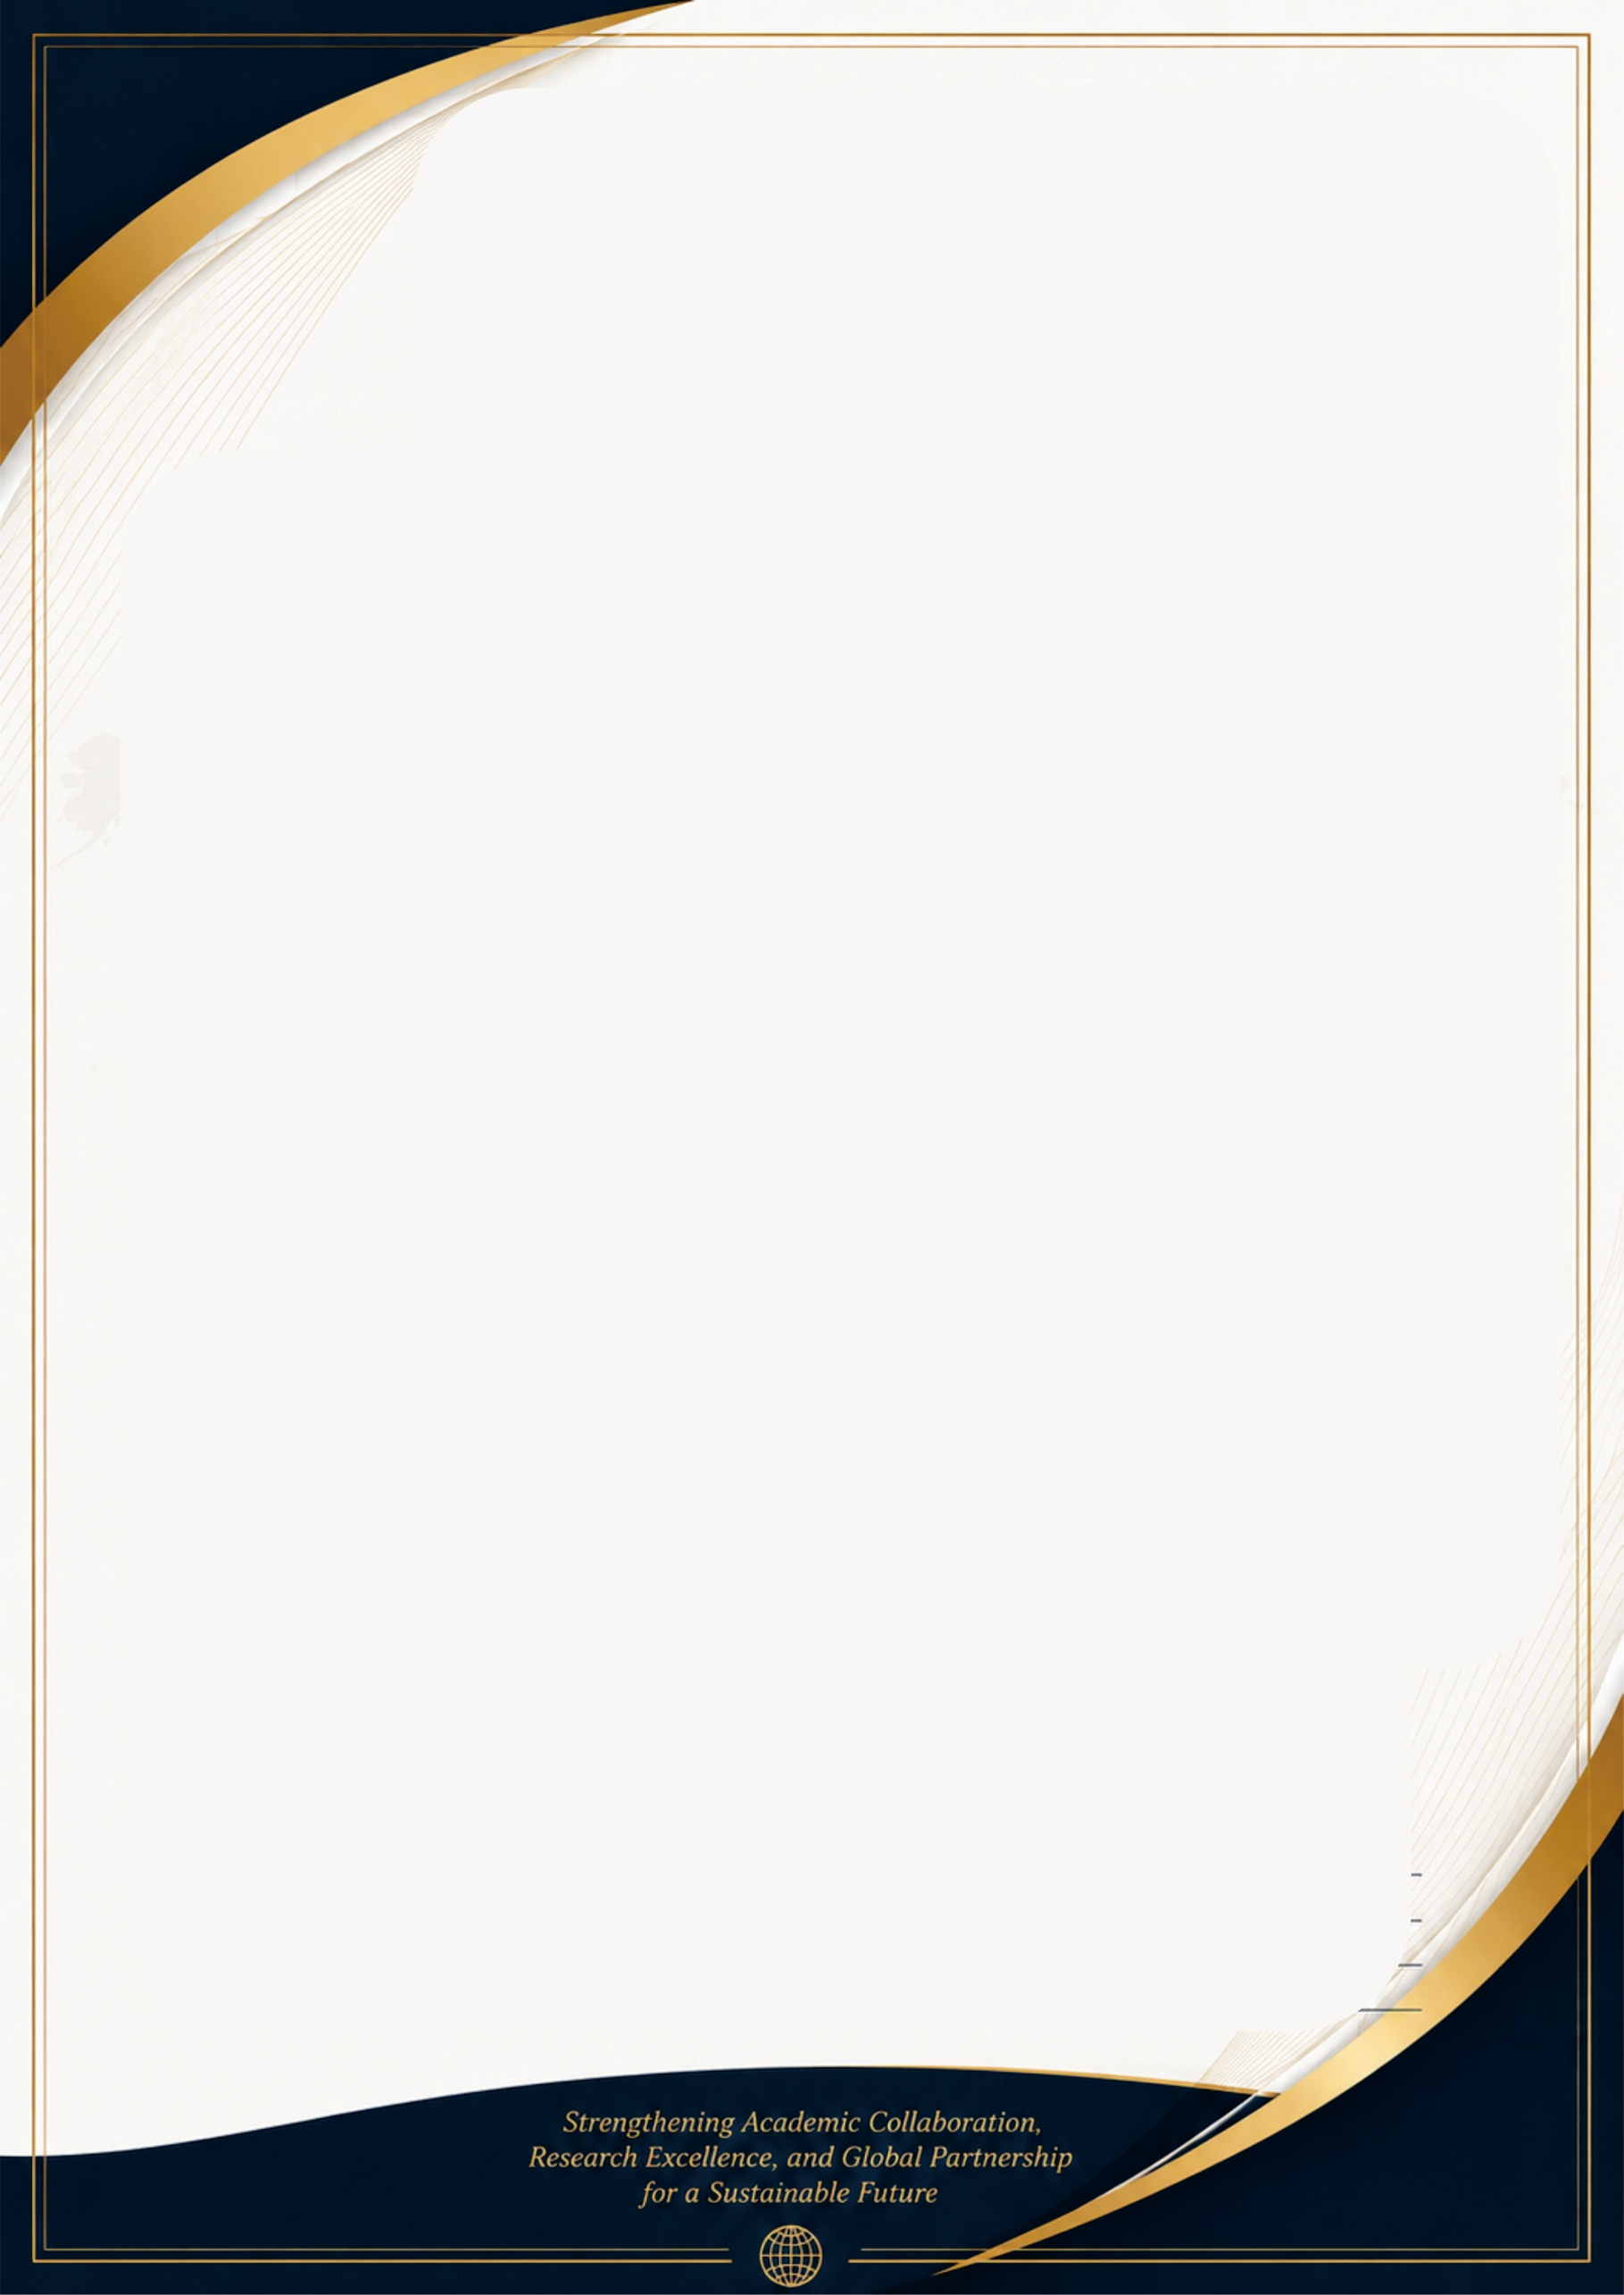 Strengthening Academic Collaboration,
Research Excellence, and Global Partnership
for a Sustainable Future